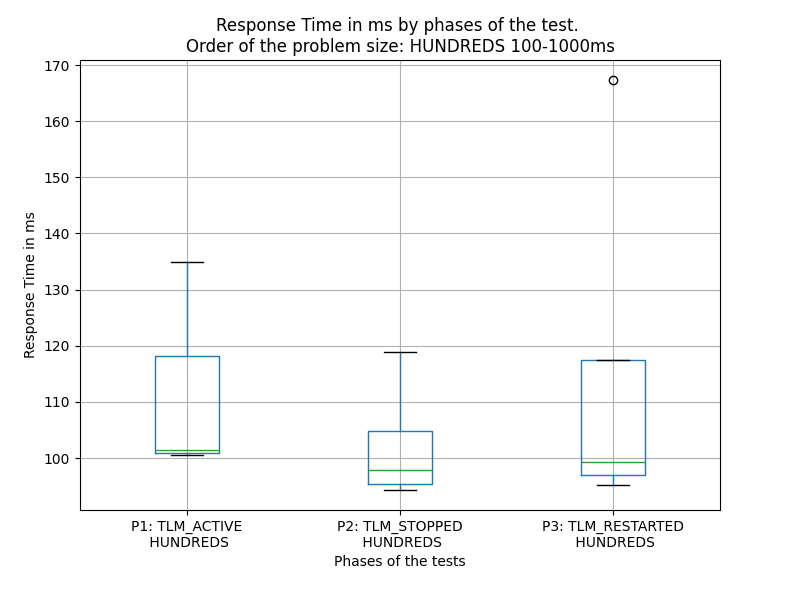 Response Time in ms by phases of the test.
Order of the problem size: HUNDREDS 100-1000ms
170
160
150
140
130
120
110
100
Response Time in ms
P1: TLM_ACTIVE
HUNDREDS
P2: TLM_STOPPED
HUNDREDS
P3: TLM_RESTARTED
HUNDREDS
Phases of the tests